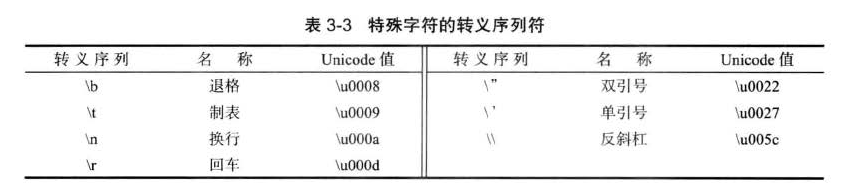 表 3-3 特殊字符的转义序列符
转义序列 名 称 Unicode 值 转义序列 名 称 Unicode 值
\b 退格 \u0008 \” 双引号 \u0022
\t 制表 \u0009 \’ 单引号 \u0027
\n 换行 \u000a \\ 反斜杠 \u005c
\r 回车 \u000d